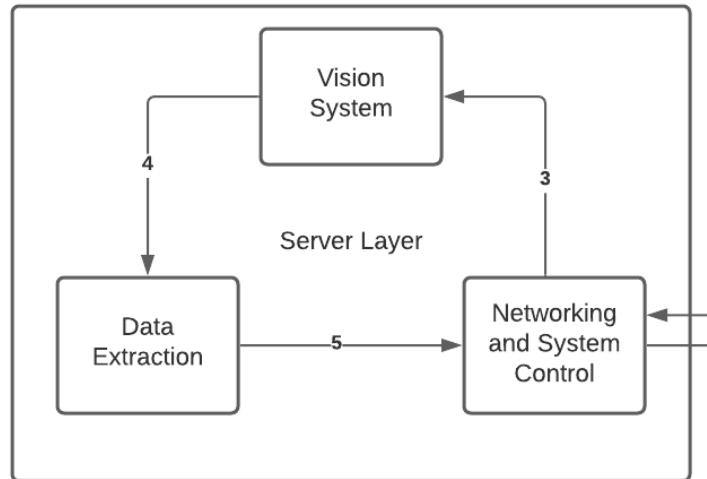 Vision
System
4
3
Server Layer
Data
Extraction
5
Networking
and System
Control